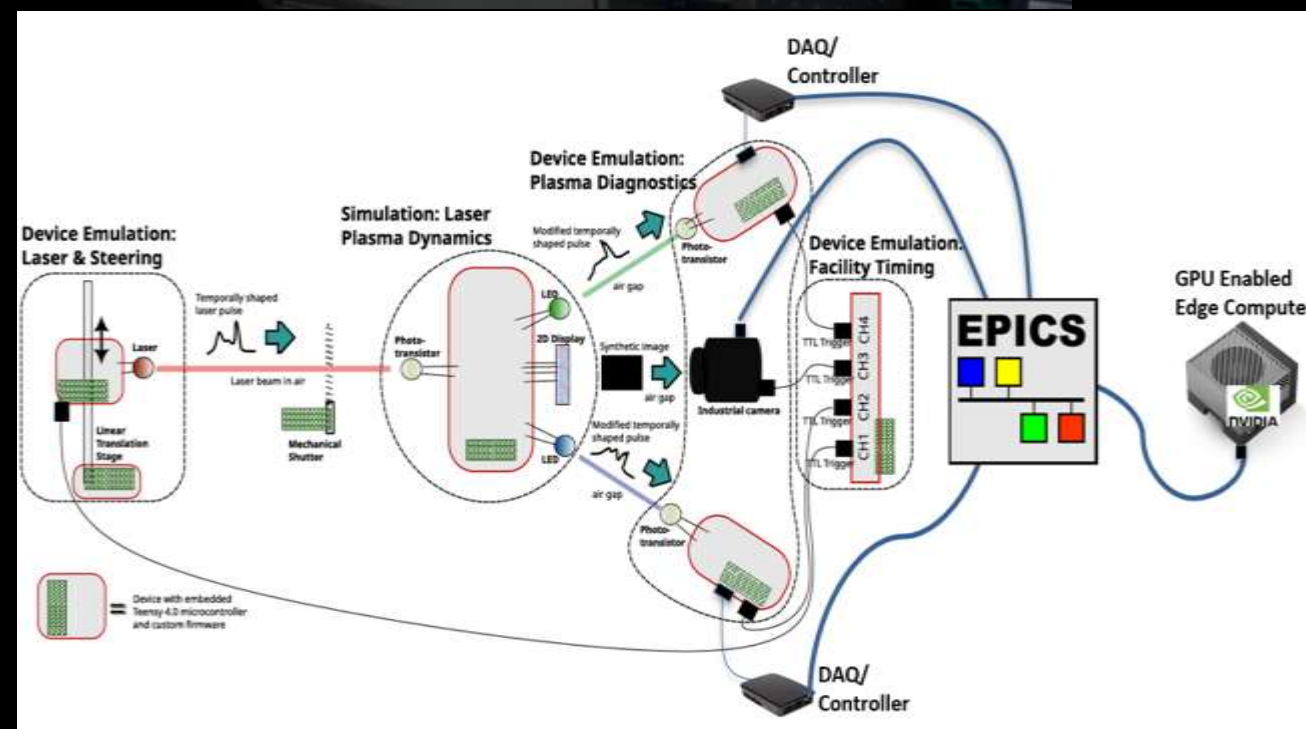 DAQ/
Controller
Device Emulation:
Plasma Diagnostics
Simulation: Laser
Plasma Dynamics
Device Emulation:
Laser & Steering
Modified temporally
shaped pulse
Photo-
transistor
air gap
Device Emulation:
Facility Timing
GPU Enabled
Edge Compute
Temporally shaped
laser pulse
Laser
Laser beam in air
Photo-
transistor
LED
2D Display
Synthetic image
air gap
Industrial camera
TTL Trigger
TTL Trigger
TTL Trigger
TTL Trigger
CH4
CH3
CH2
CH1
EPICS
NVIDIA
Linear
Translation
Stage
Mechanical
Shutter
LED
Modified temporally
shaped pulse
air gap
Photo-
transistor
= Device with embedded
Teensy 4.0 microcontroller
and custom firmware
DAQ/
Controller